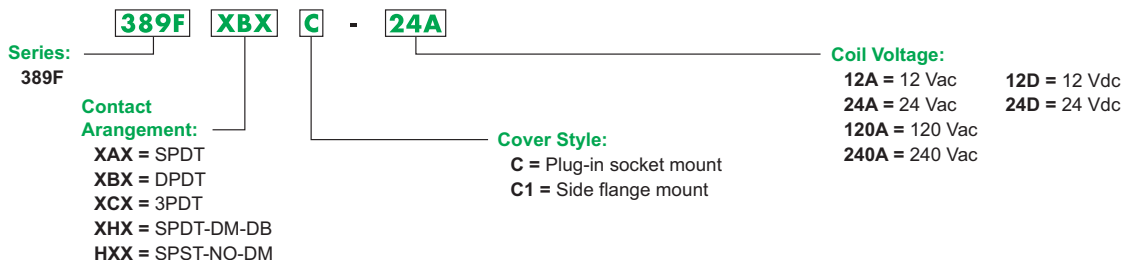 389F XBX C - 24A
Series:
389F
Contact
Arangement:
XAX = SPDT
XBX = DPDT
XCX = 3PDT
XHX = SPDT-DM-DB
HXX = SPST-NO-DM
Cover Style:
C = Plug-in socket mount
C1 = Side flange mount
Coil Voltage:
12A = 12 Vac 12D = 12 Vdc
24A = 24 Vac 24D = 24 Vdc
120A = 120 Vac
240A = 240 Vac